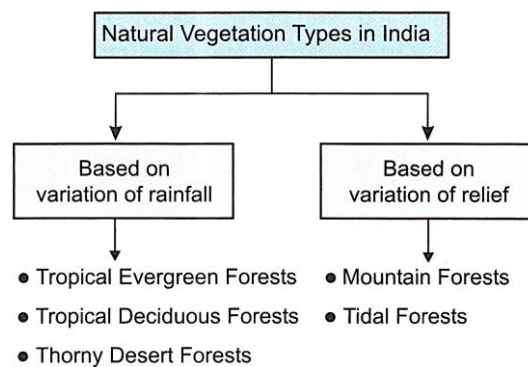 Natural Vegetation Types in India
Based on
variation of rainfall
Based on
variation of relief
• Tropical Evergreen Forests
• Tropical Deciduous Forests
• Thorny Desert Forests
• Mountain Forests
• Tidal Forests